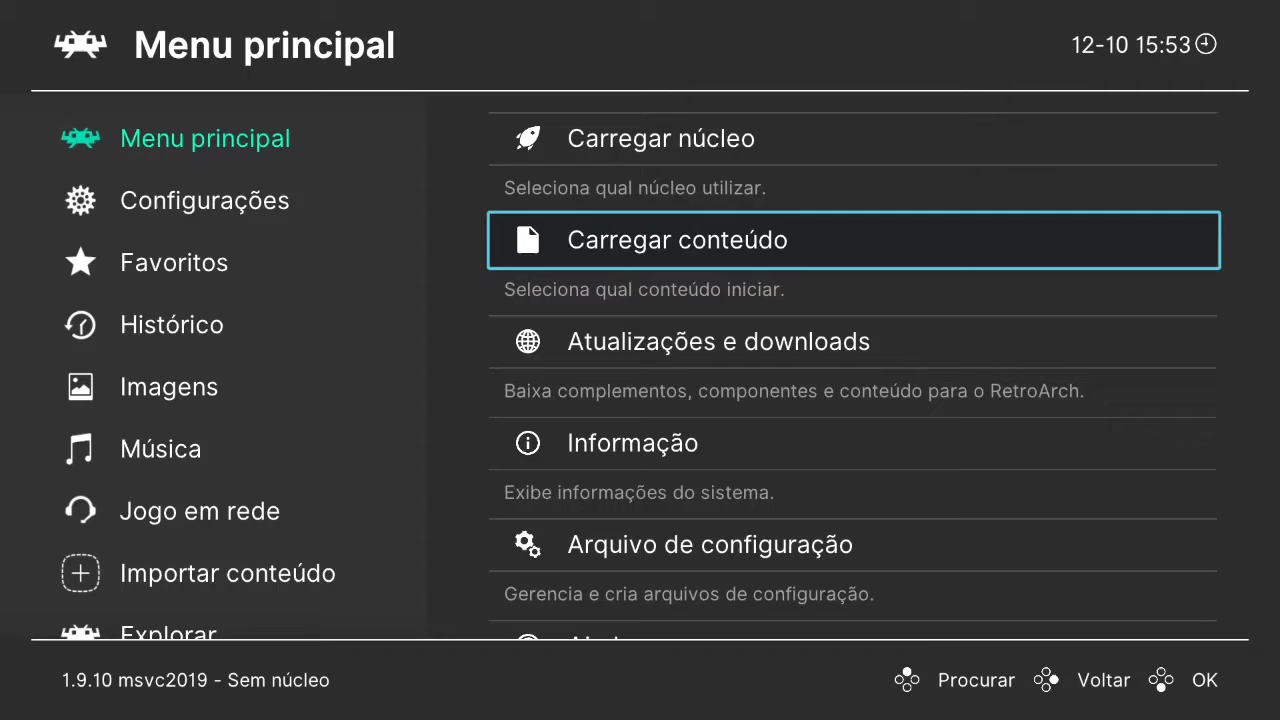 Menu principal
12-10 15:53
Menu principal
Configurações
Favoritos
Histórico
Imagens
Música
Jogo em rede
Importar conteúdo
Explorar
Carregar núcleo
Seleciona qual núcleo utilizar.
Carregar conteúdo
Seleciona qual conteúdo iniciar.
Atualizações e downloads
Baixa complementos, componentes e conteúdo para o RetroArch.
Informação
Exibe informações do sistema.
Arquivo de configuração
Gerencia e cria arquivos de configuração.
1.9.10 msvc2019 - Sem núcleo
Procurar
Voltar
OK